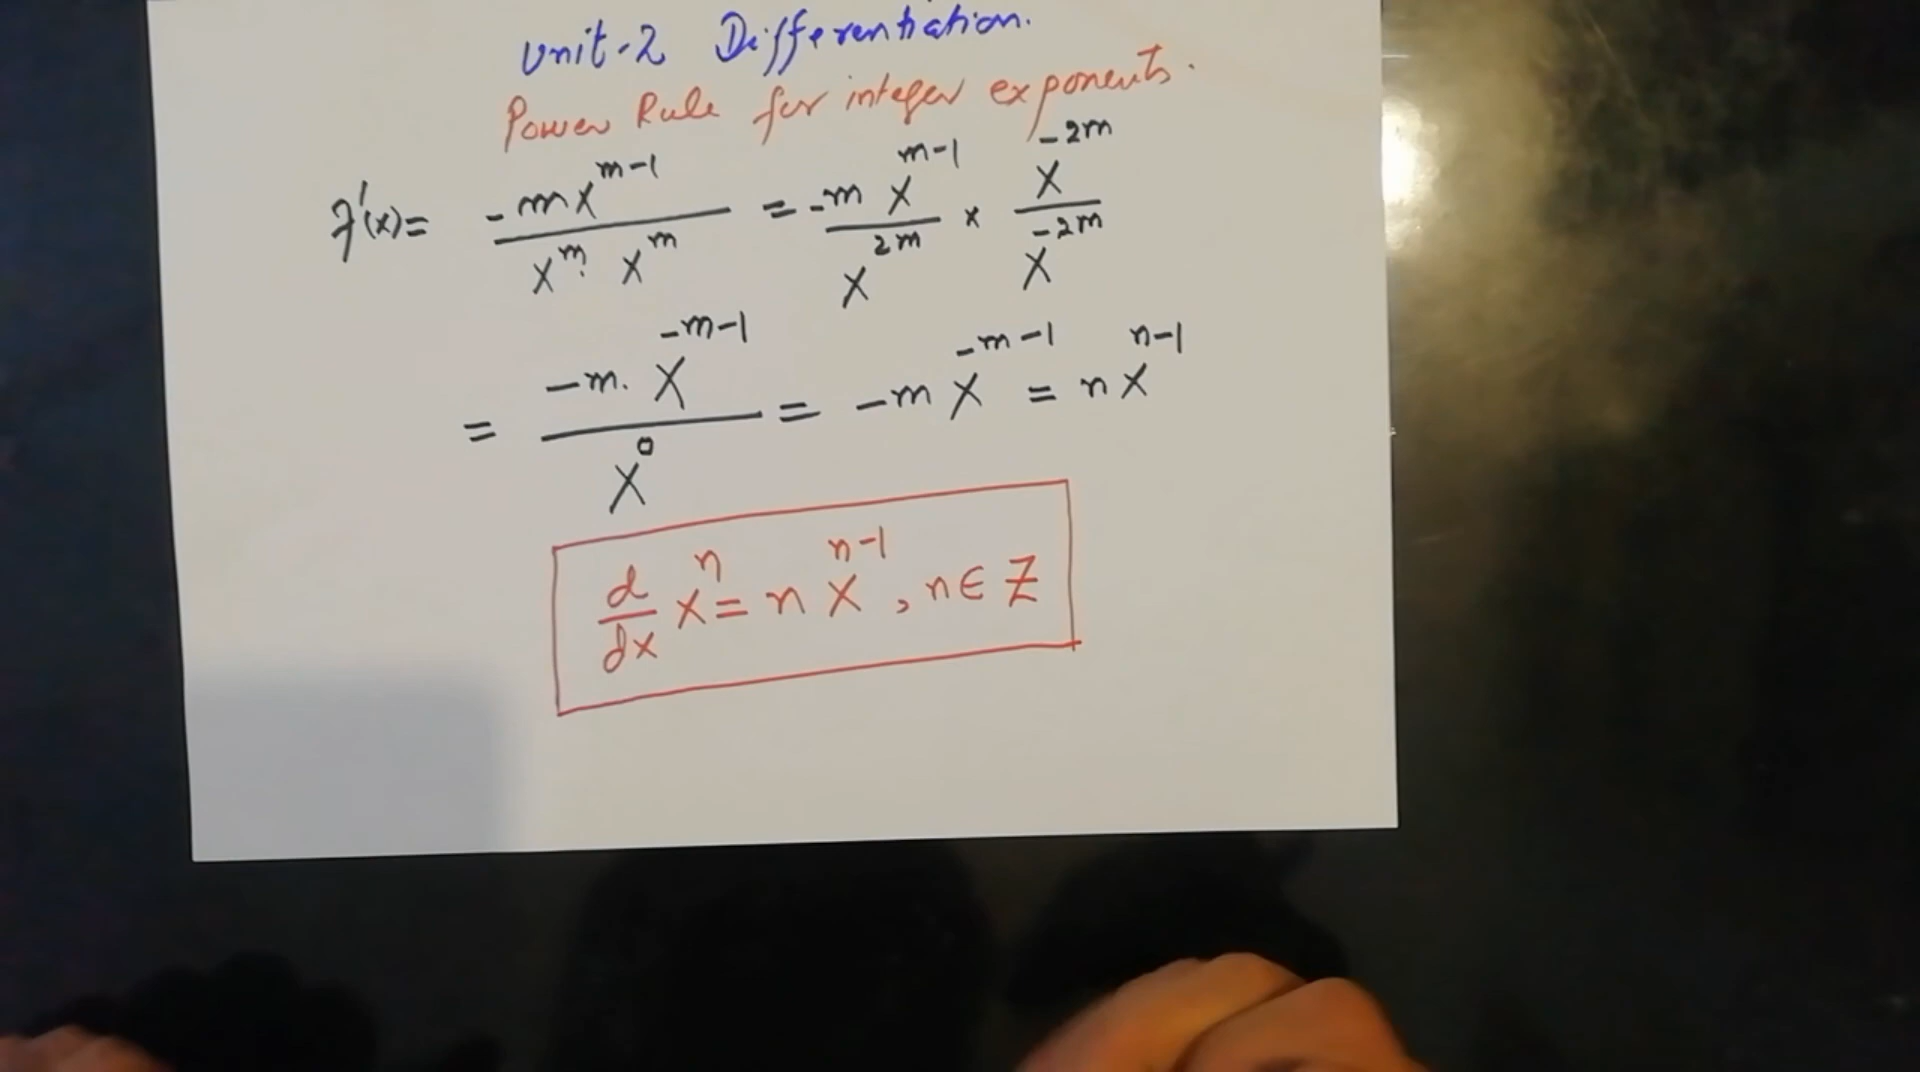 Unit-2 Differentiation.
Power Rule for integer exponents.
f'(x) = -mx^{m-1} / x^m · x^m = -m x^{m-1} / x^{2m} × x^{-2m} / x^{-2m}
= -m. x^{-m-1} / x^0 = -m x^{-m-1} = n x^{n-1}
d/dx x^n = n x^{n-1}, n ∈ Z